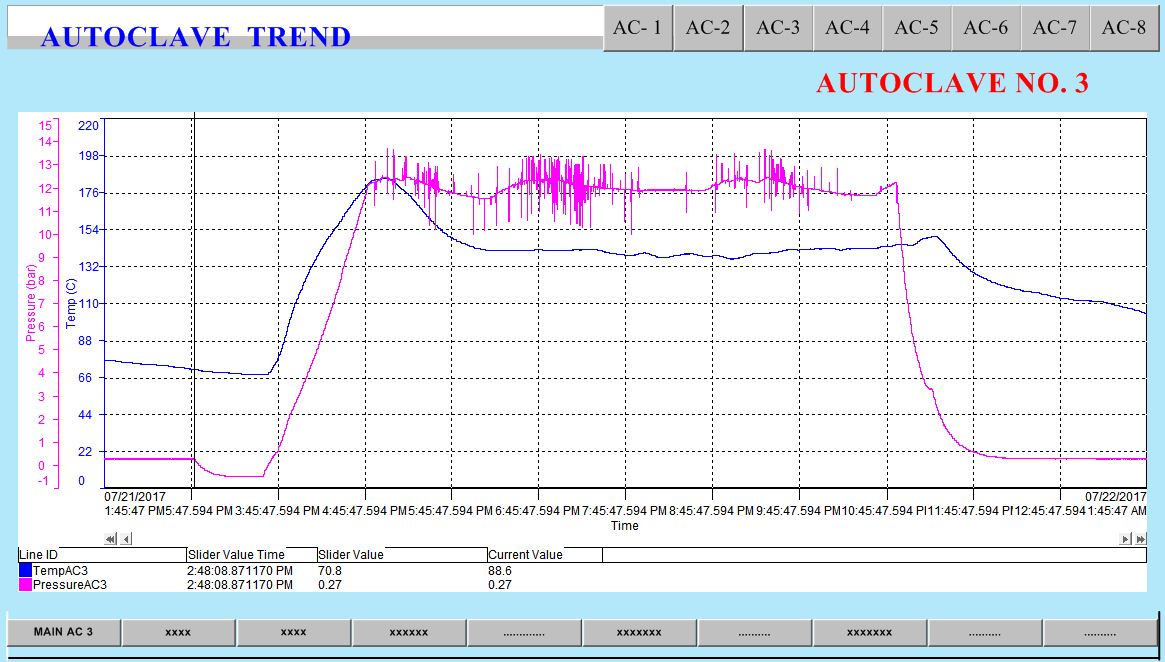 AUTOCLAVE TREND
AC- 1 AC-2 AC-3 AC-4 AC-5 AC-6 AC-7 AC-8
AUTOCLAVE NO. 3
15
14
13
12
11
10
9
8
7
6
5
4
3
2
1
0
-1
Pressure (bar)
220
198
176
154
132
110
88
66
44
22
0
Temp (C)
07/21/2017 07/22/2017
1:45:47 PM 5:47.594 PM 3:45:47.594 PM 4:45:47.594 PM 5:45:47.594 PM 6:45:47.594 PM 7:45:47.594 PM 8:45:47.594 PM 9:45:47.594 PM 10:45:47.594 PM 11:45:47.594 PM 12:45:47.594 1:45:47 AM
Time
Line ID Slider Value Time Slider Value Current Value
TempAC3 2:48:08.871170 PM 70.8 88.6
PressureAC3 2:48:08.871170 PM 0.27 0.27
MAIN AC 3 xxxx xxxx xxxxxx ............. xxxxxxx .......... xxxxxxx .......... ..........